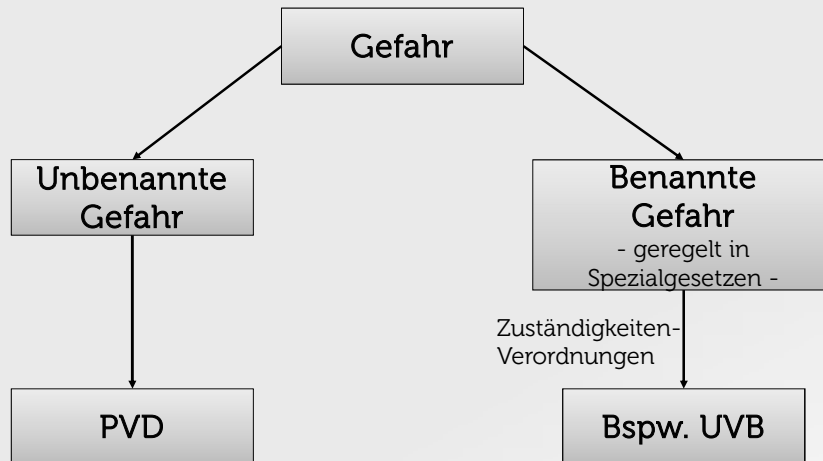 Gefahr
Unbenannte
Gefahr
Benannte
Gefahr
- geregelt in
Spezialgesetzen -
Zuständigkeiten-
Verordnungen
PVD
Bspw. UVB